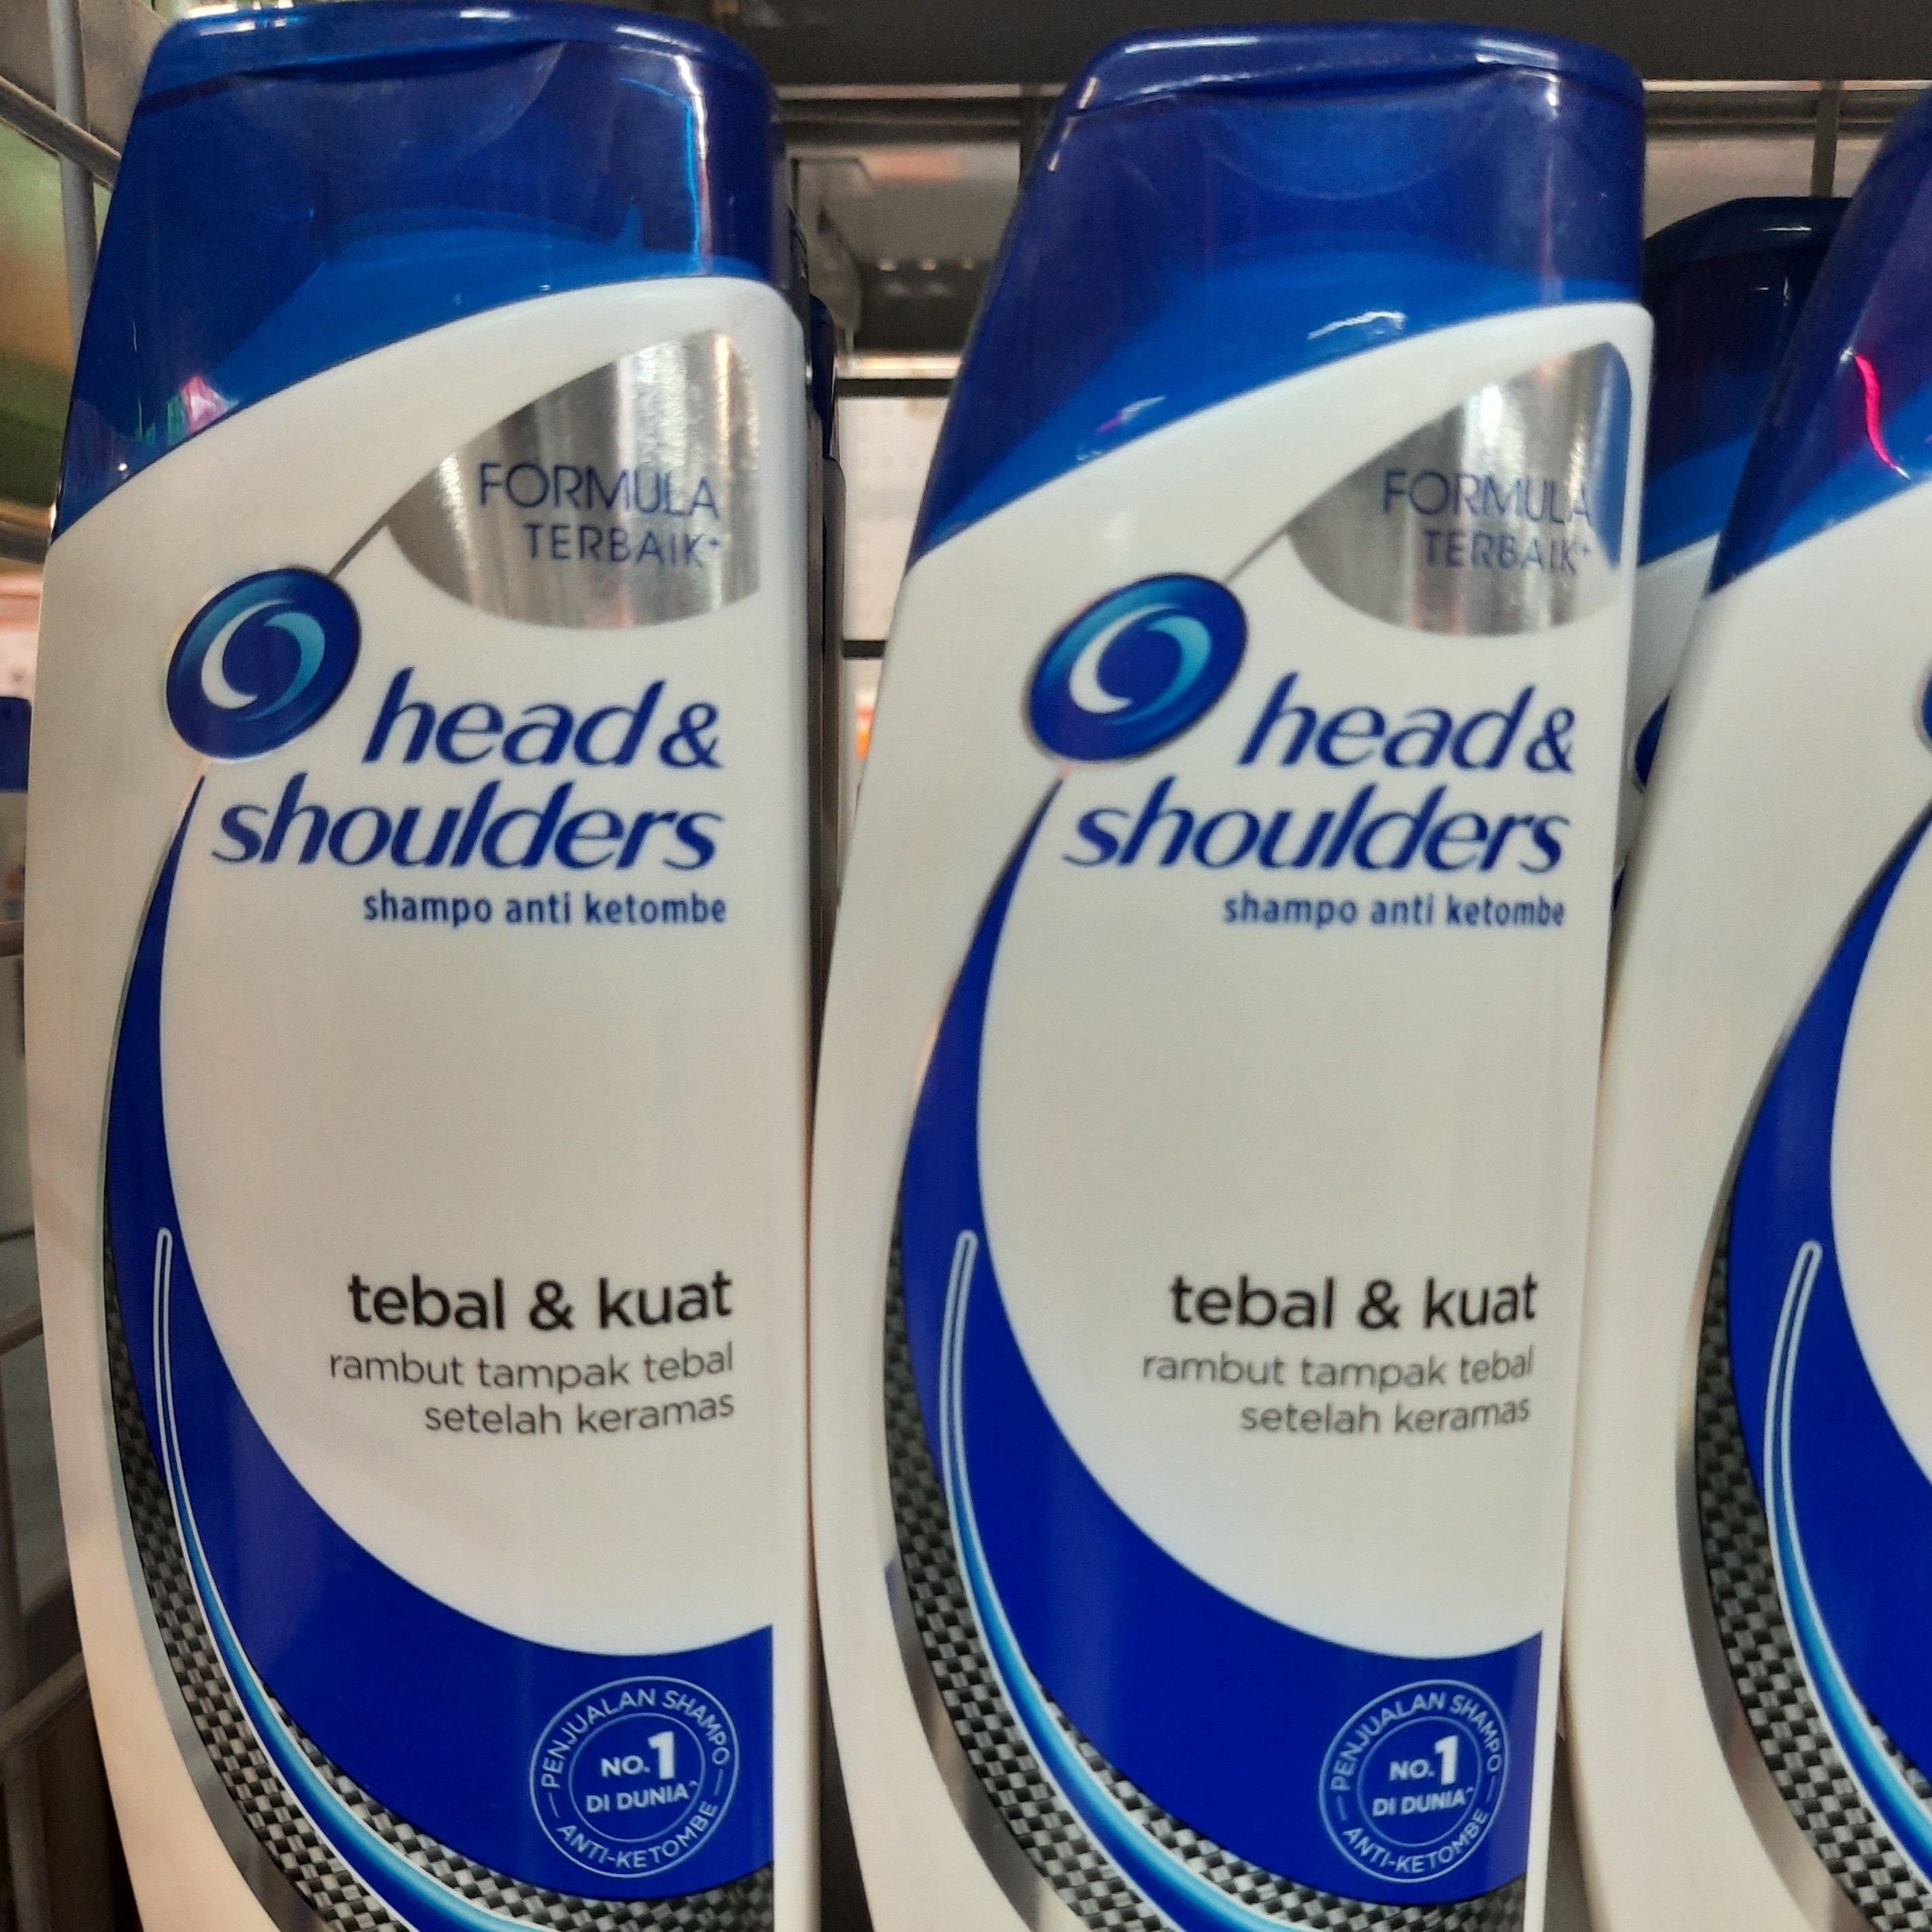 FORMULA
TERBAIK+
head &
shoulders
shampo anti ketombe
tebal & kuat
rambut tampak tebal
setelah keramas
PENJUALAN SHAMPO
NO.1
DI DUNIA^
ANTI-KETOMBE
FORMULA
TERBAIK+
head &
shoulders
shampo anti ketombe
tebal & kuat
rambut tampak tebal
setelah keramas
PENJUALAN SHAMPO
NO.1
DI DUNIA^
ANTI-KETOMBE